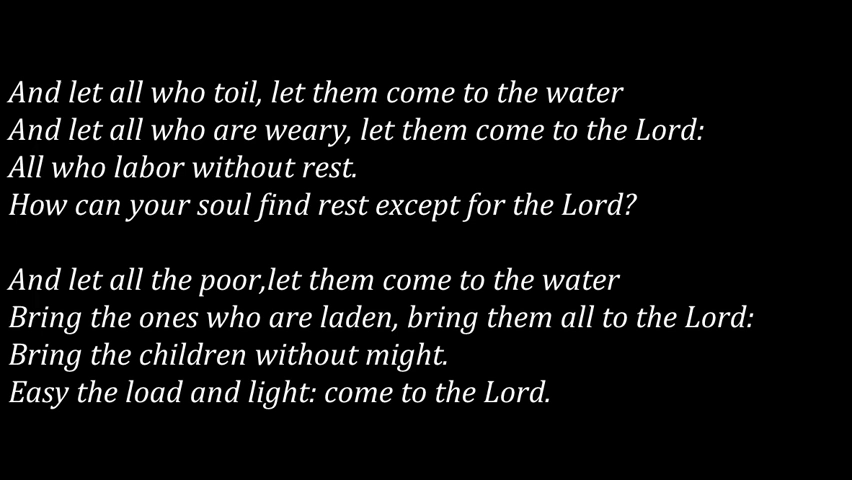 And let all who toil, let them come to the water
And let all who are weary, let them come to the Lord:
All who labor without rest.
How can your soul find rest except for the Lord?
And let all the poor,let them come to the water
Bring the ones who are laden, bring them all to the Lord:
Bring the children without might.
Easy the load and light: come to the Lord.